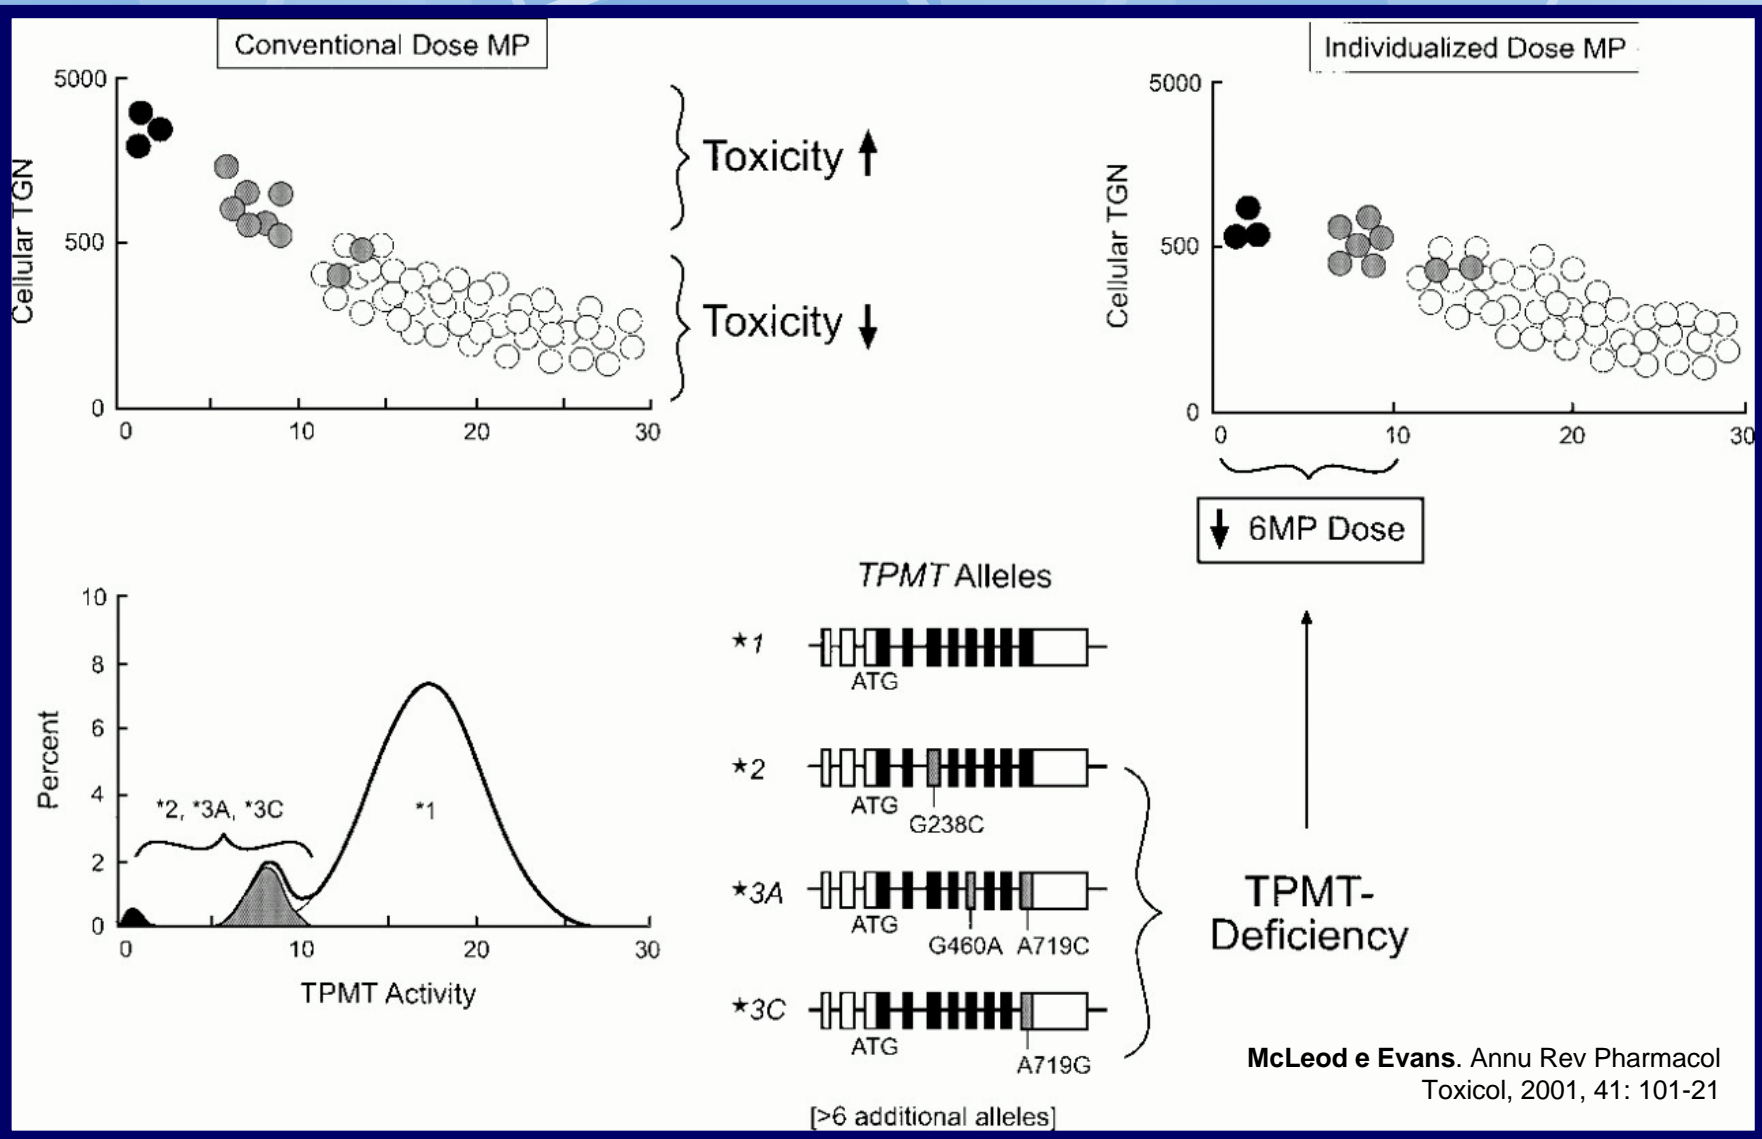 Conventional Dose MP
5000
500
0
Cellular TGN
0 10 20 30
Toxicity ↑
Toxicity ↓
Individualized Dose MP
5000
500
0
Cellular TGN
0 10 20 30
↓ 6MP Dose
10
8
6
4
2
0
Percent
*2, *3A, *3C
*1
0 10 20 30
TPMT Activity
TPMT Alleles
*1
ATG
*2
ATG
G238C
*3A
ATG
G460A A719C
*3C
ATG
A719G
[>6 additional alleles]
TPMT-
Deficiency
McLeod e Evans. Annu Rev Pharmacol
Toxicol, 2001, 41: 101-21